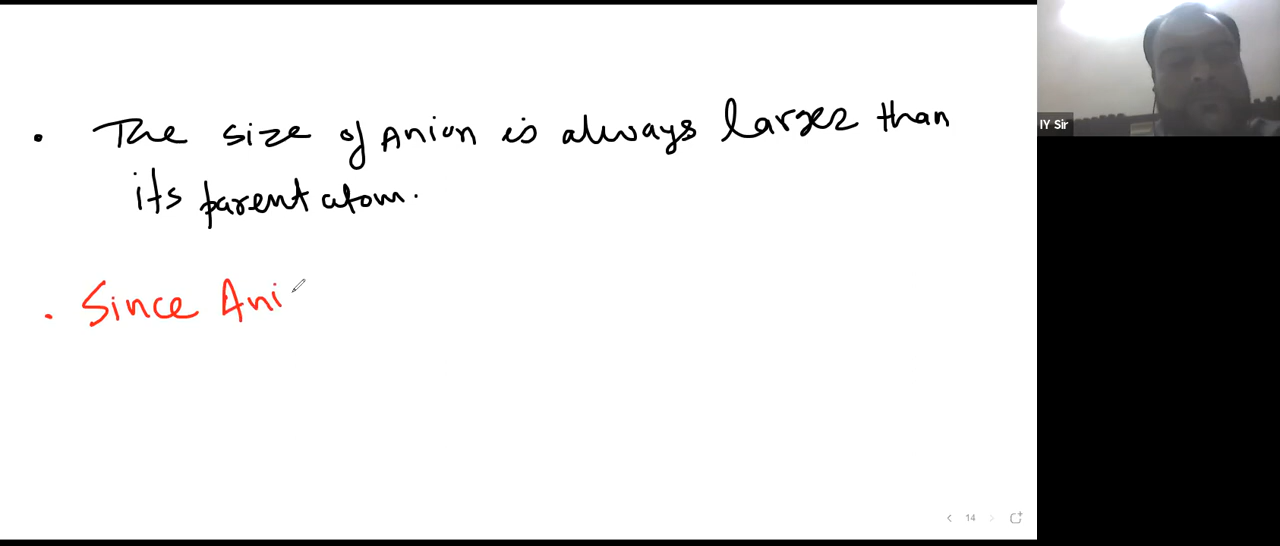 • The size of Anion is always larger than
its parent atom.
• Since Ani
IY Sir
14